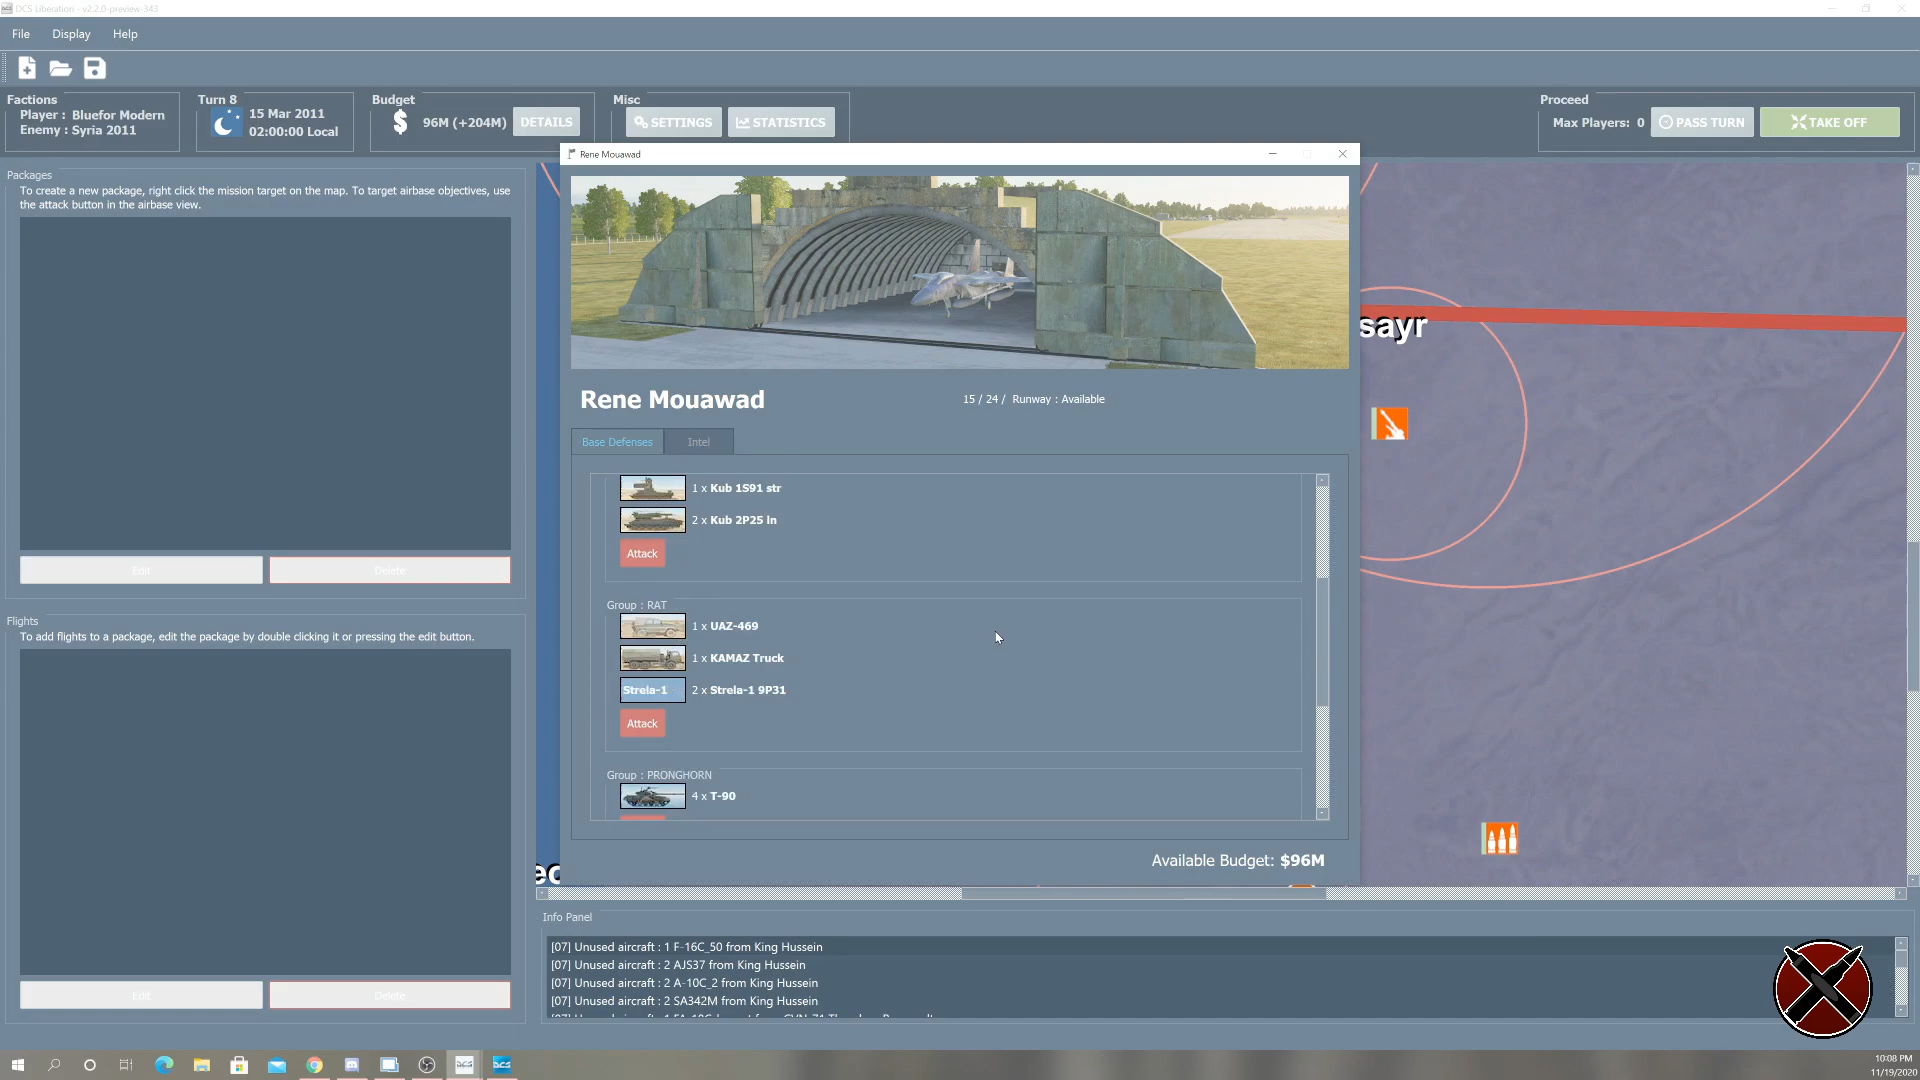 DCS Liberation - v2.2.0-preview-343
File Display Help
Factions
Player : Bluefor Modern
Enemy : Syria 2011
Turn 8
15 Mar 2011
02:00:00 Local
Budget
$ 96M (+204M) DETAILS
Misc
SETTINGS STATISTICS
Proceed
Max Players: 0 PASS TURN TAKE OFF
Packages
To create a new package, right click the mission target on the map. To target airbase objectives, use
the attack button in the airbase view.
Edit Delete
Flights
To add flights to a package, edit the package by double clicking it or pressing the edit button.
Edit Delete
Rene Mouawad
Rene Mouawad
15 / 24 / Runway : Available
Base Defenses Intel
1 x Kub 1S91 str
2 x Kub 2P25 ln
Attack
Group : RAT
1 x UAZ-469
1 x KAMAZ Truck
Strela-1 2 x Strela-1 9P31
Attack
Group : PRONGHORN
4 x T-90
Available Budget: $96M
sayr
Info Panel
[07] Unused aircraft : 1 F-16C_50 from King Hussein
[07] Unused aircraft : 2 AJS37 from King Hussein
[07] Unused aircraft : 2 A-10C_2 from King Hussein
[07] Unused aircraft : 2 SA342M from King Hussein
DCS
10:08 PM
11/19/2020